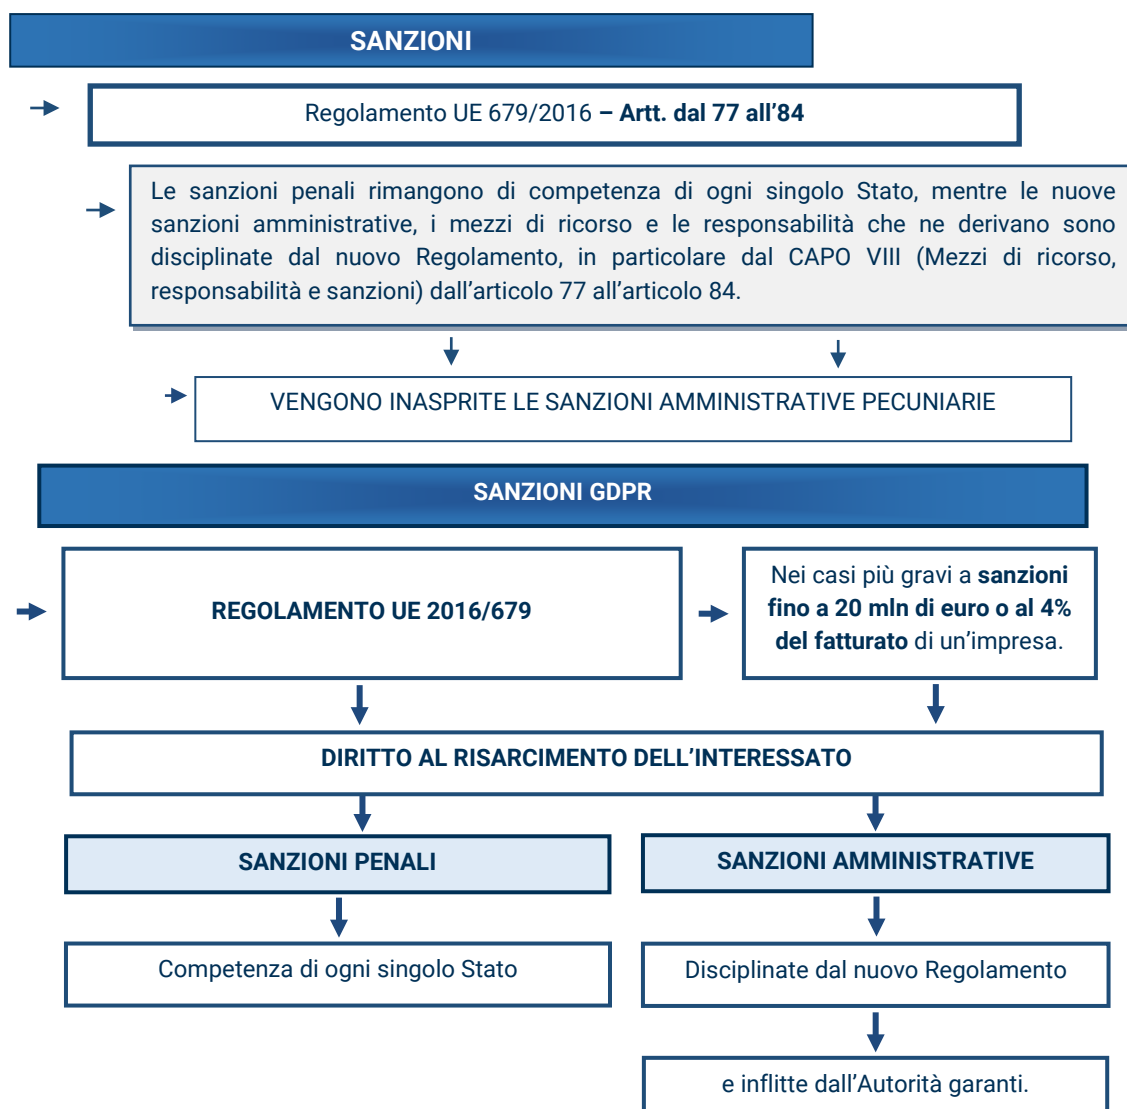 SANZIONI
Regolamento UE 679/2016 – Artt. dal 77 all’84
Le sanzioni penali rimangono di competenza di ogni singolo Stato, mentre le nuove
sanzioni amministrative, i mezzi di ricorso e le responsabilità che ne derivano sono
disciplinate dal nuovo Regolamento, in particolare dal CAPO VIII (Mezzi di ricorso,
responsabilità e sanzioni) dall’articolo 77 all’articolo 84.
VENGONO INASPRITE LE SANZIONI AMMINISTRATIVE PECUNIARIE
SANZIONI GDPR
REGOLAMENTO UE 2016/679
Nei casi più gravi a sanzioni
fino a 20 mln di euro o al 4%
del fatturato di un’impresa.
DIRITTO AL RISARCIMENTO DELL’INTERESSATO
SANZIONI PENALI
SANZIONI AMMINISTRATIVE
Competenza di ogni singolo Stato
Disciplinate dal nuovo Regolamento
e inflitte dall’Autorità garanti.